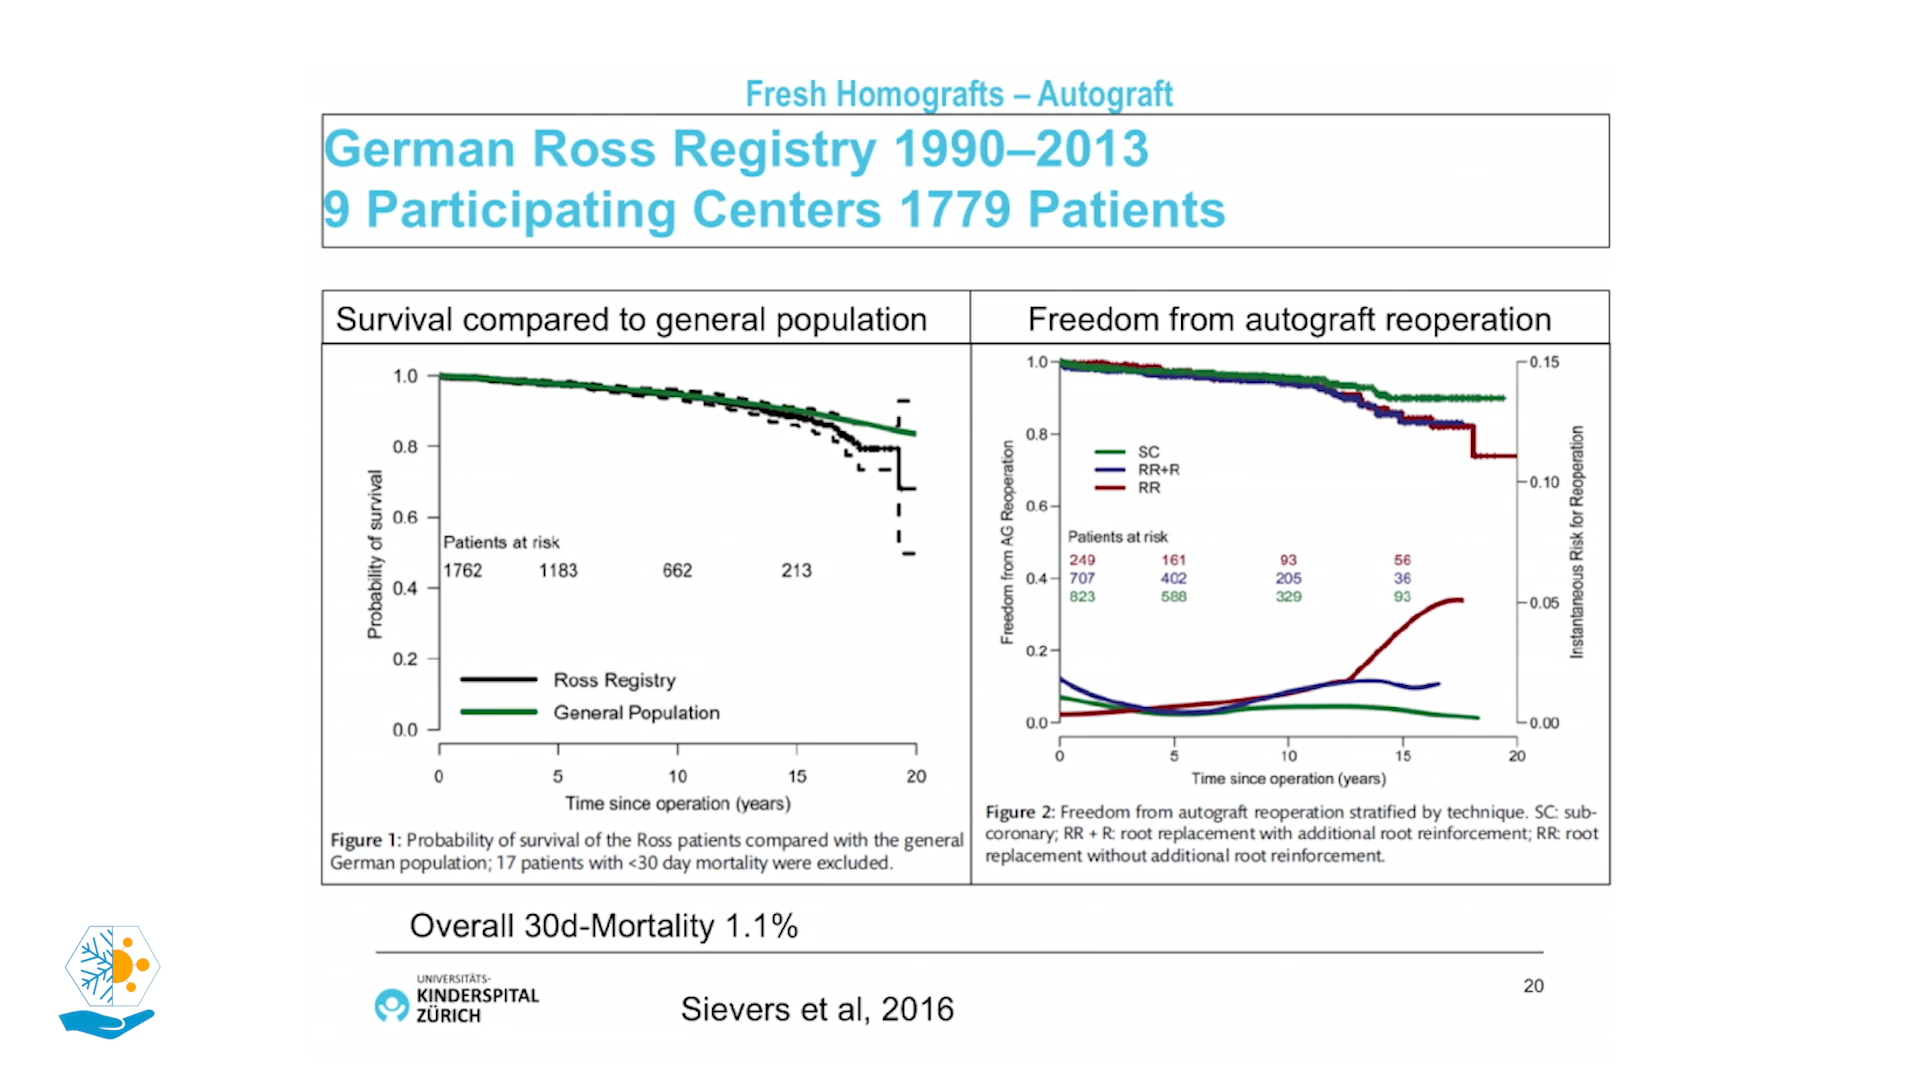 Fresh Homografts – Autograft
German Ross Registry 1990–2013
9 Participating Centers 1779 Patients
Survival compared to general population
Probability of survival
1.0
0.8
0.6
0.4
0.2
0.0
Patients at risk
1762 1183 662 213
Ross Registry
General Population
0 5 10 15 20
Time since operation (years)
Figure 1: Probability of survival of the Ross patients compared with the general
German population; 17 patients with <30 day mortality were excluded.
Freedom from autograft reoperation
Freedom from AG Reoperation
1.0
0.8
0.6
0.4
0.2
0.0
SC
RR+R
RR
Patients at risk
249 161 93 56
707 402 205 36
823 588 329 93
0.15
0.10
0.05
0.00
Instantaneous Risk for Reoperation
0 5 10 15 20
Time since operation (years)
Figure 2: Freedom from autograft reoperation stratified by technique. SC: sub-
coronary; RR + R: root replacement with additional root reinforcement; RR: root
replacement without additional root reinforcement.
Overall 30d-Mortality 1.1%
UNIVERSITÄTS-
KINDERSPITAL
ZÜRICH
Sievers et al, 2016
20